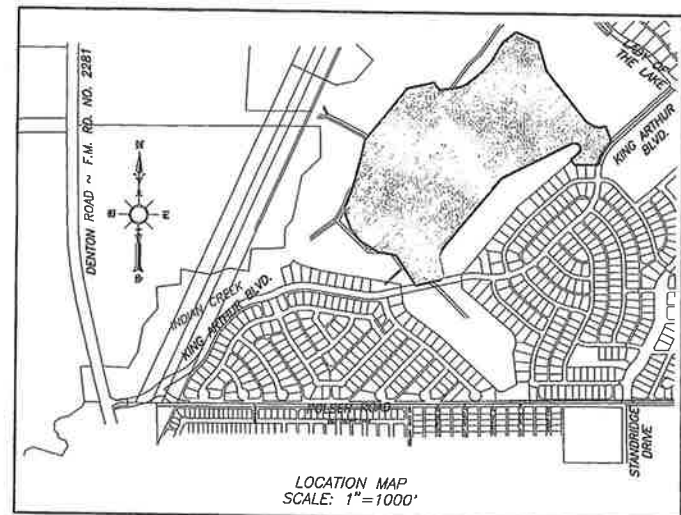 LADY OF
THE LAKE
KING ARTHUR
BLVD.
DENTON ROAD ~ F.M. RD. NO. 2281
INDIAN CREEK
KING ARTHUR BLVD.
ROAD
STANDRIDGE
DRIVE
LOCATION MAP
SCALE: 1"=1000'